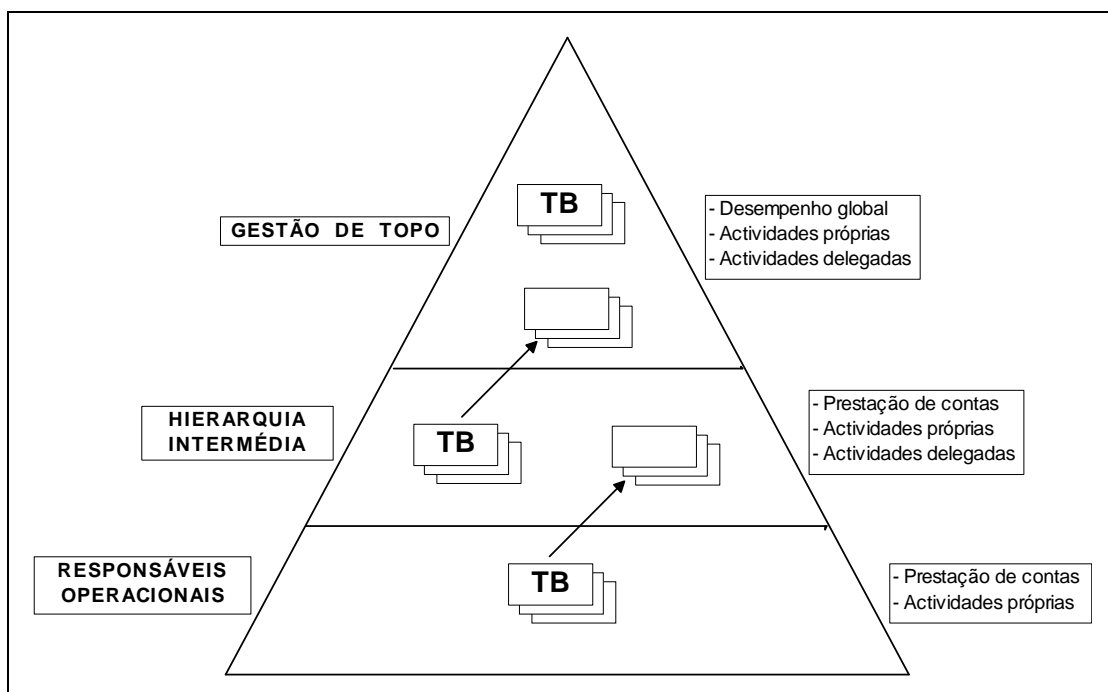 TB
GESTÃO DE TOPO
- Desempenho global
- Actividades próprias
- Actividades delegadas
HIERARQUIA
INTERMÉDIA
TB
- Prestação de contas
- Actividades próprias
- Actividades delegadas
RESPONSÁVEIS
OPERACIONAIS
TB
- Prestação de contas
- Actividades próprias